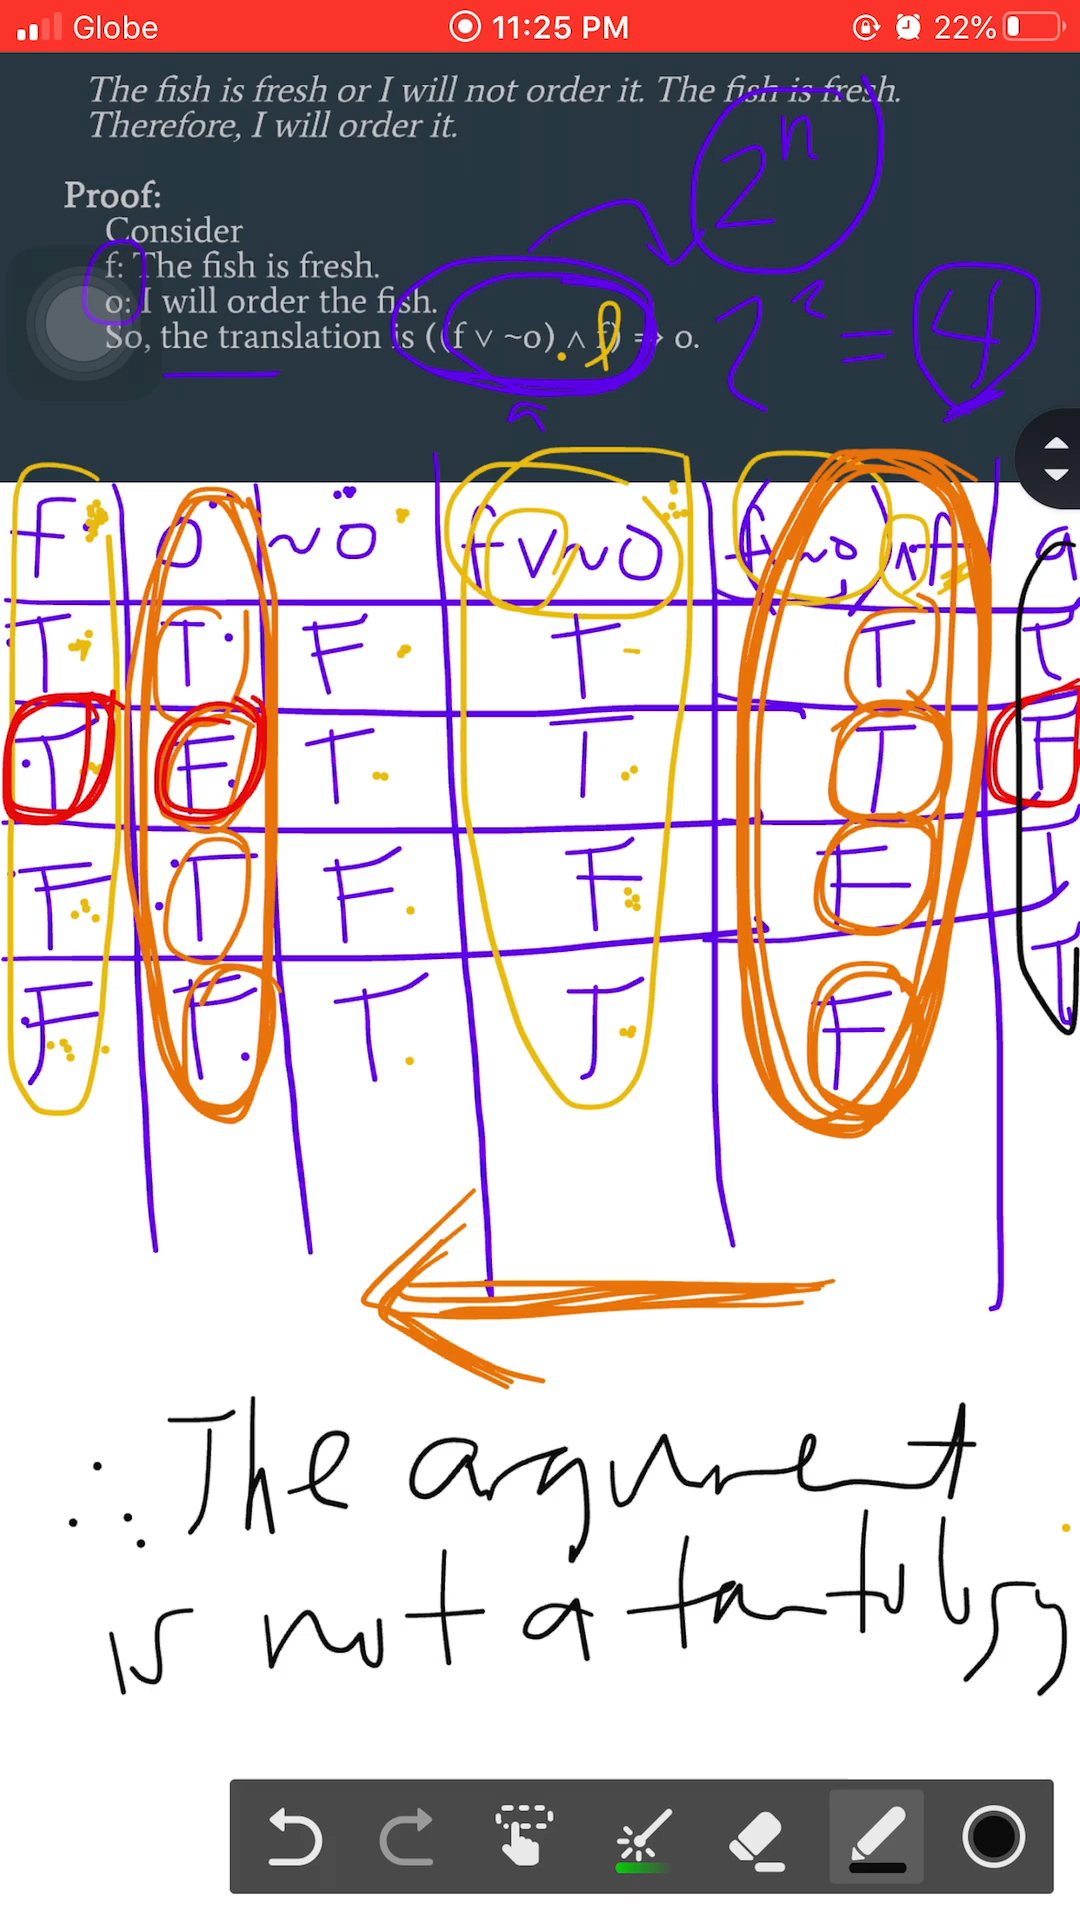 Globe 11:25 PM 22%
The fish is fresh or I will not order it. The fish is fresh.
Therefore, I will order it.
2ⁿ
Proof:
Consider
f: The fish is fresh.
o: I will order the fish.
So, the translation is ((f ∨ ~o) ∧ f) => o.
2² = 4
f o ~o f∨~o f∨~o ∧f
T T F T T T
T F T T T F
F T F F F T
F F T T F T
∴ The argument
is not a tautology